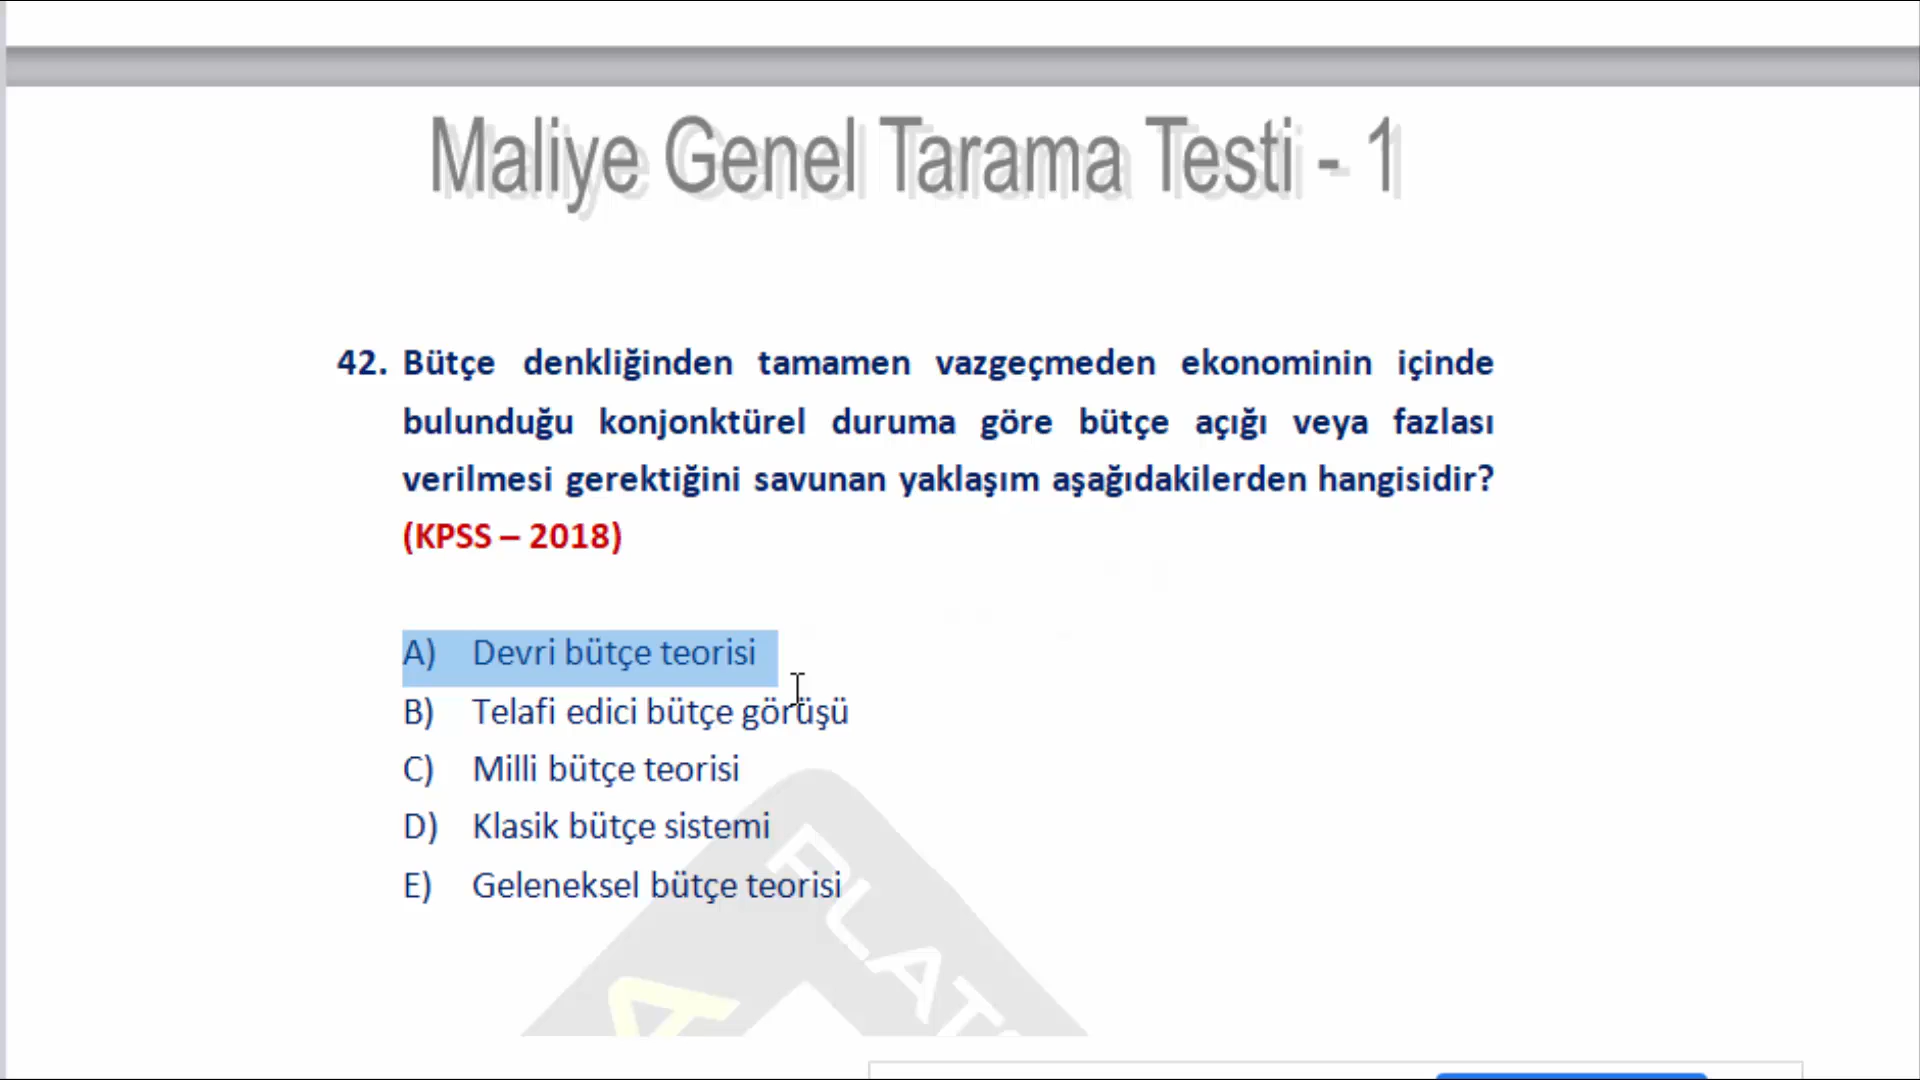 Maliye Genel Tarama Testi - 1
42. Bütçe denkliğinden tamamen vazgeçmeden ekonominin içinde
bulunduğu konjonktürel duruma göre bütçe açığı veya fazlası
verilmesi gerektiğini savunan yaklaşım aşağıdakilerden hangisidir?
(KPSS – 2018)
A) Devri bütçe teorisi
B) Telafi edici bütçe görüşü
C) Milli bütçe teorisi
D) Klasik bütçe sistemi
E) Geleneksel bütçe teorisi